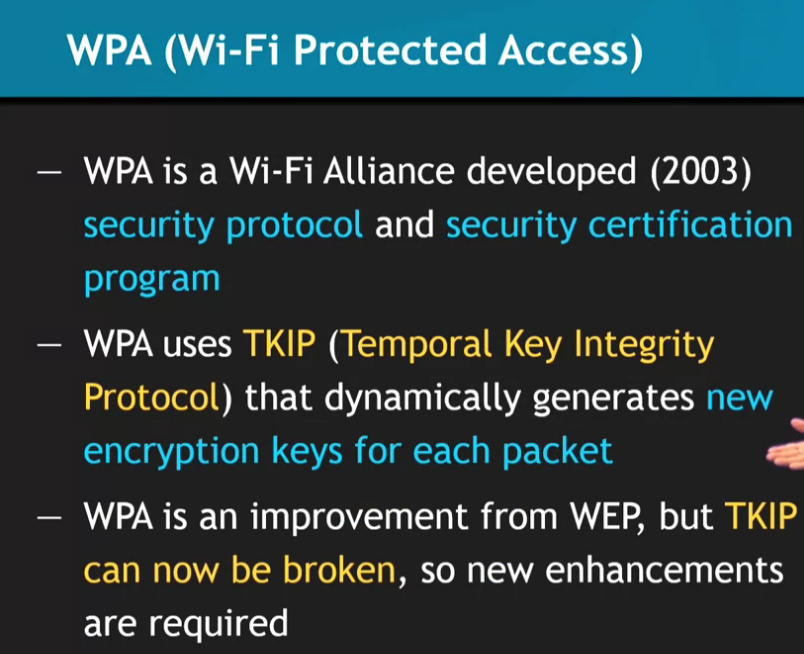 WPA (Wi-Fi Protected Access)
— WPA is a Wi-Fi Alliance developed (2003)
security protocol and security certification
program
— WPA uses TKIP (Temporal Key Integrity
Protocol) that dynamically generates new
encryption keys for each packet
— WPA is an improvement from WEP, but TKIP
can now be broken, so new enhancements
are required